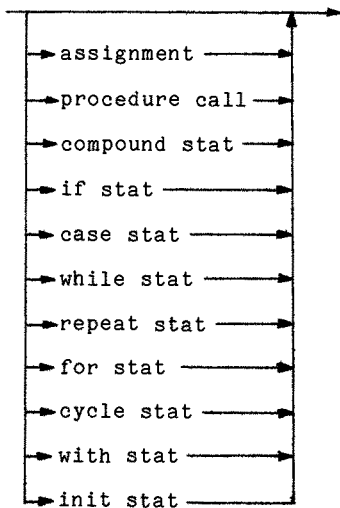 assignment
procedure call
compound stat
if stat
case stat
while stat
repeat stat
for stat
cycle stat
with stat
init stat